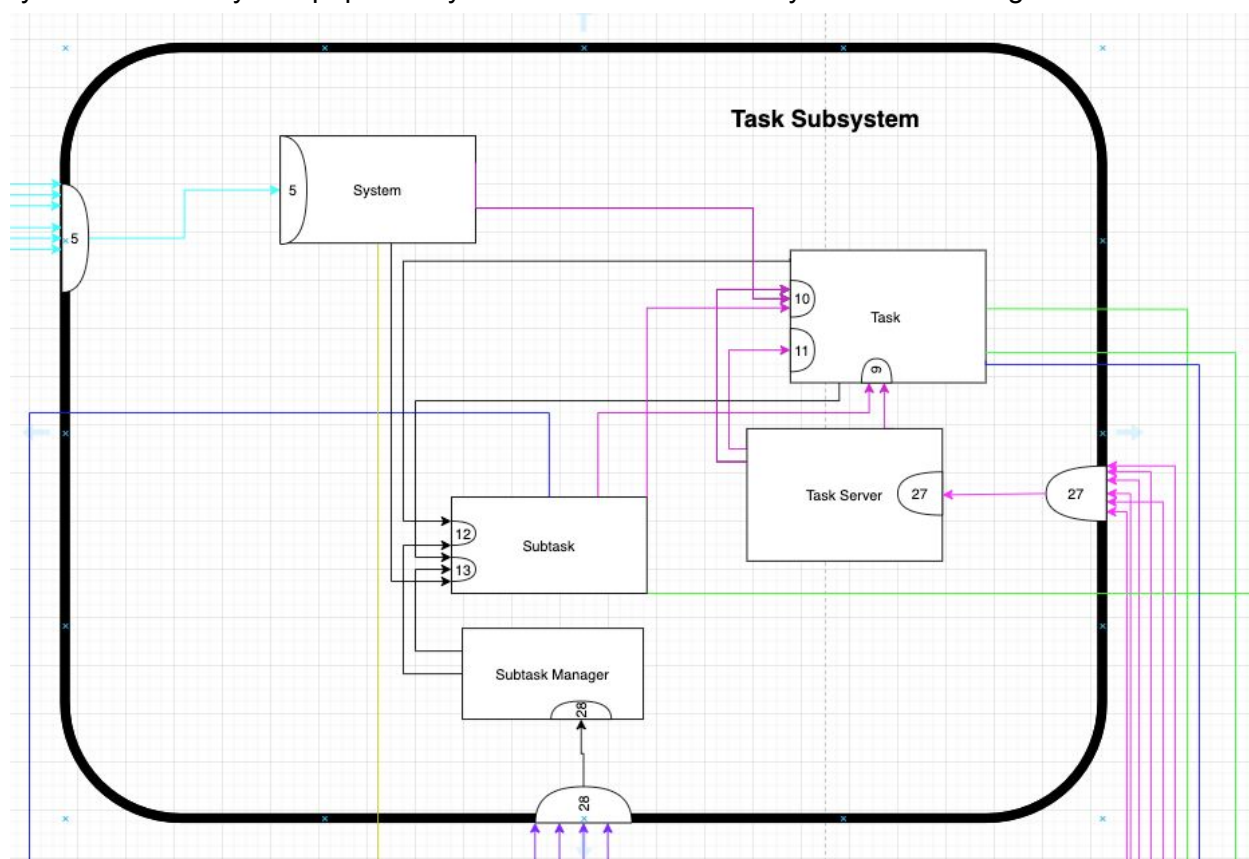 Task Subsystem
5
System
5
10
Task
11
9
Task Server
27
27
12
Subtask
13
Subtask Manager
28
28